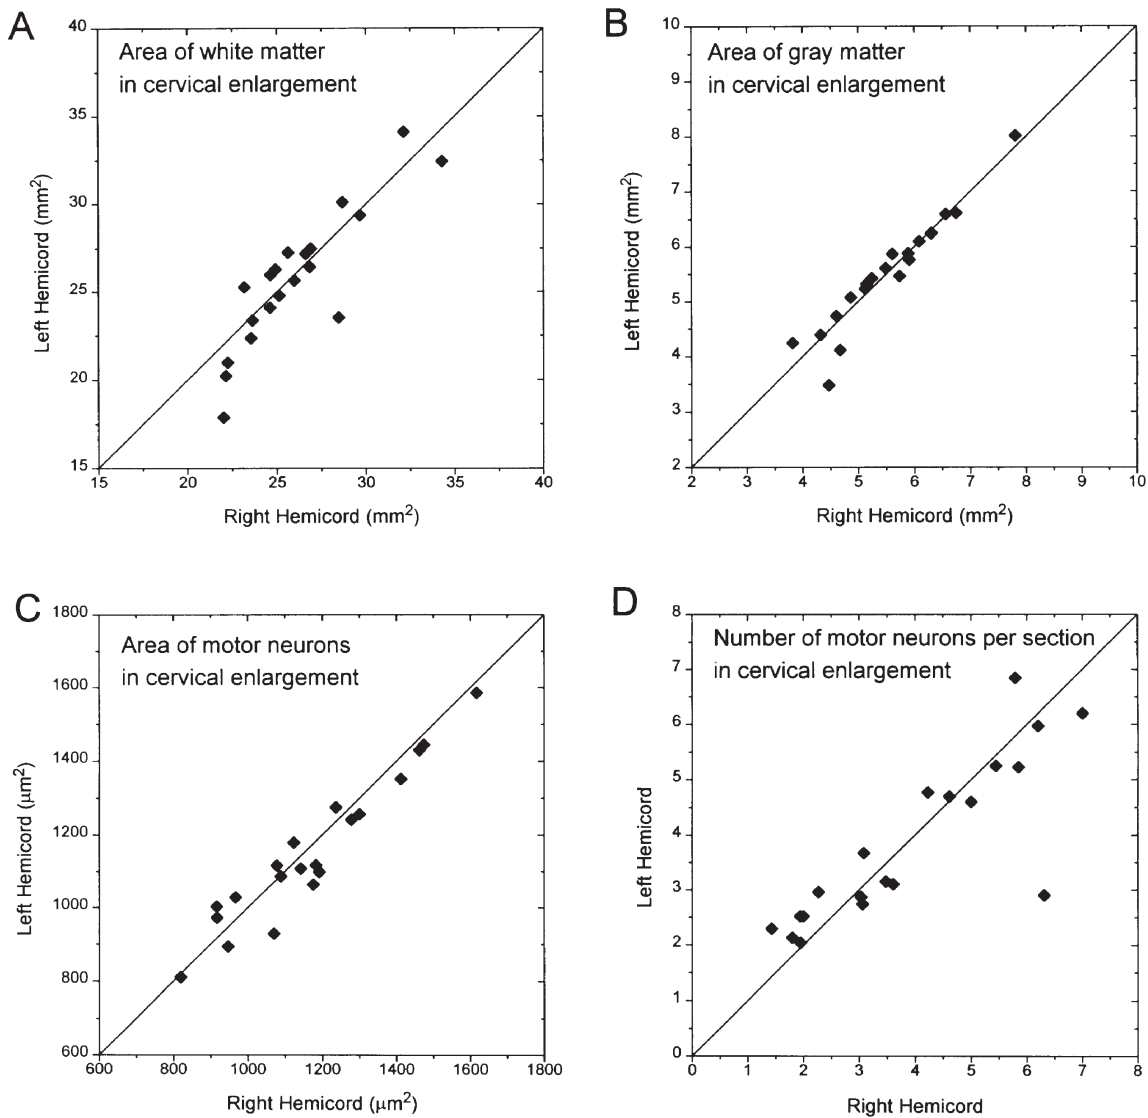 A
Area of white matter
in cervical enlargement
40
35
30
25
20
15
Left Hemicord (mm²)
15 20 25 30 35 40
Right Hemicord (mm²)
B
Area of gray matter
in cervical enlargement
10
9
8
7
6
5
4
3
2
Left Hemicord (mm²)
2 3 4 5 6 7 8 9 10
Right Hemicord (mm²)
C
Area of motor neurons
in cervical enlargement
1800
1600
1400
1200
1000
800
600
Left Hemicord (μm²)
600 800 1000 1200 1400 1600 1800
Right Hemicord (μm²)
D
Number of motor neurons per section
in cervical enlargement
8
7
6
5
4
3
2
1
0
Left Hemicord
0 1 2 3 4 5 6 7 8
Right Hemicord